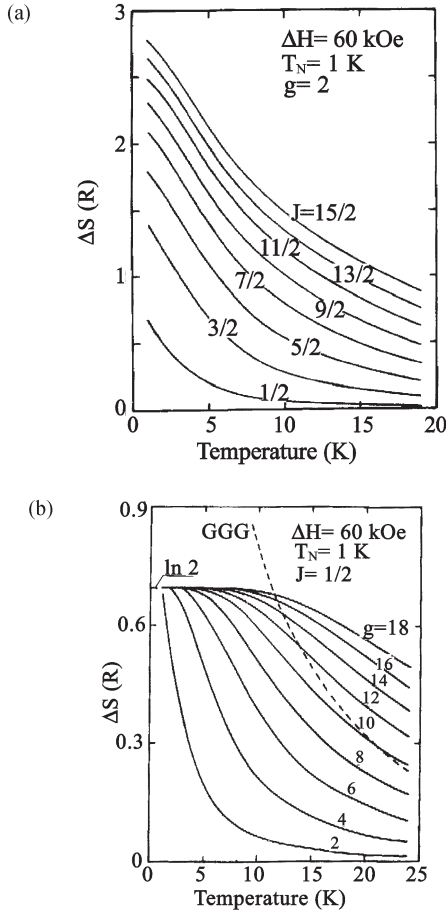 (a)
3
2
1
0
ΔS (R)
ΔH= 60 kOe
T_N= 1 K
g= 2
J=15/2
13/2
11/2
9/2
7/2
5/2
3/2
1/2
0 5 10 15 20
Temperature (K)
(b)
0.9
0.6
0.3
0
ΔS (R)
GGG
ΔH= 60 kOe
T_N= 1 K
J= 1/2
ln 2
g=18
16
14
12
10
8
6
4
2
0 5 10 15 20 25
Temperature (K)